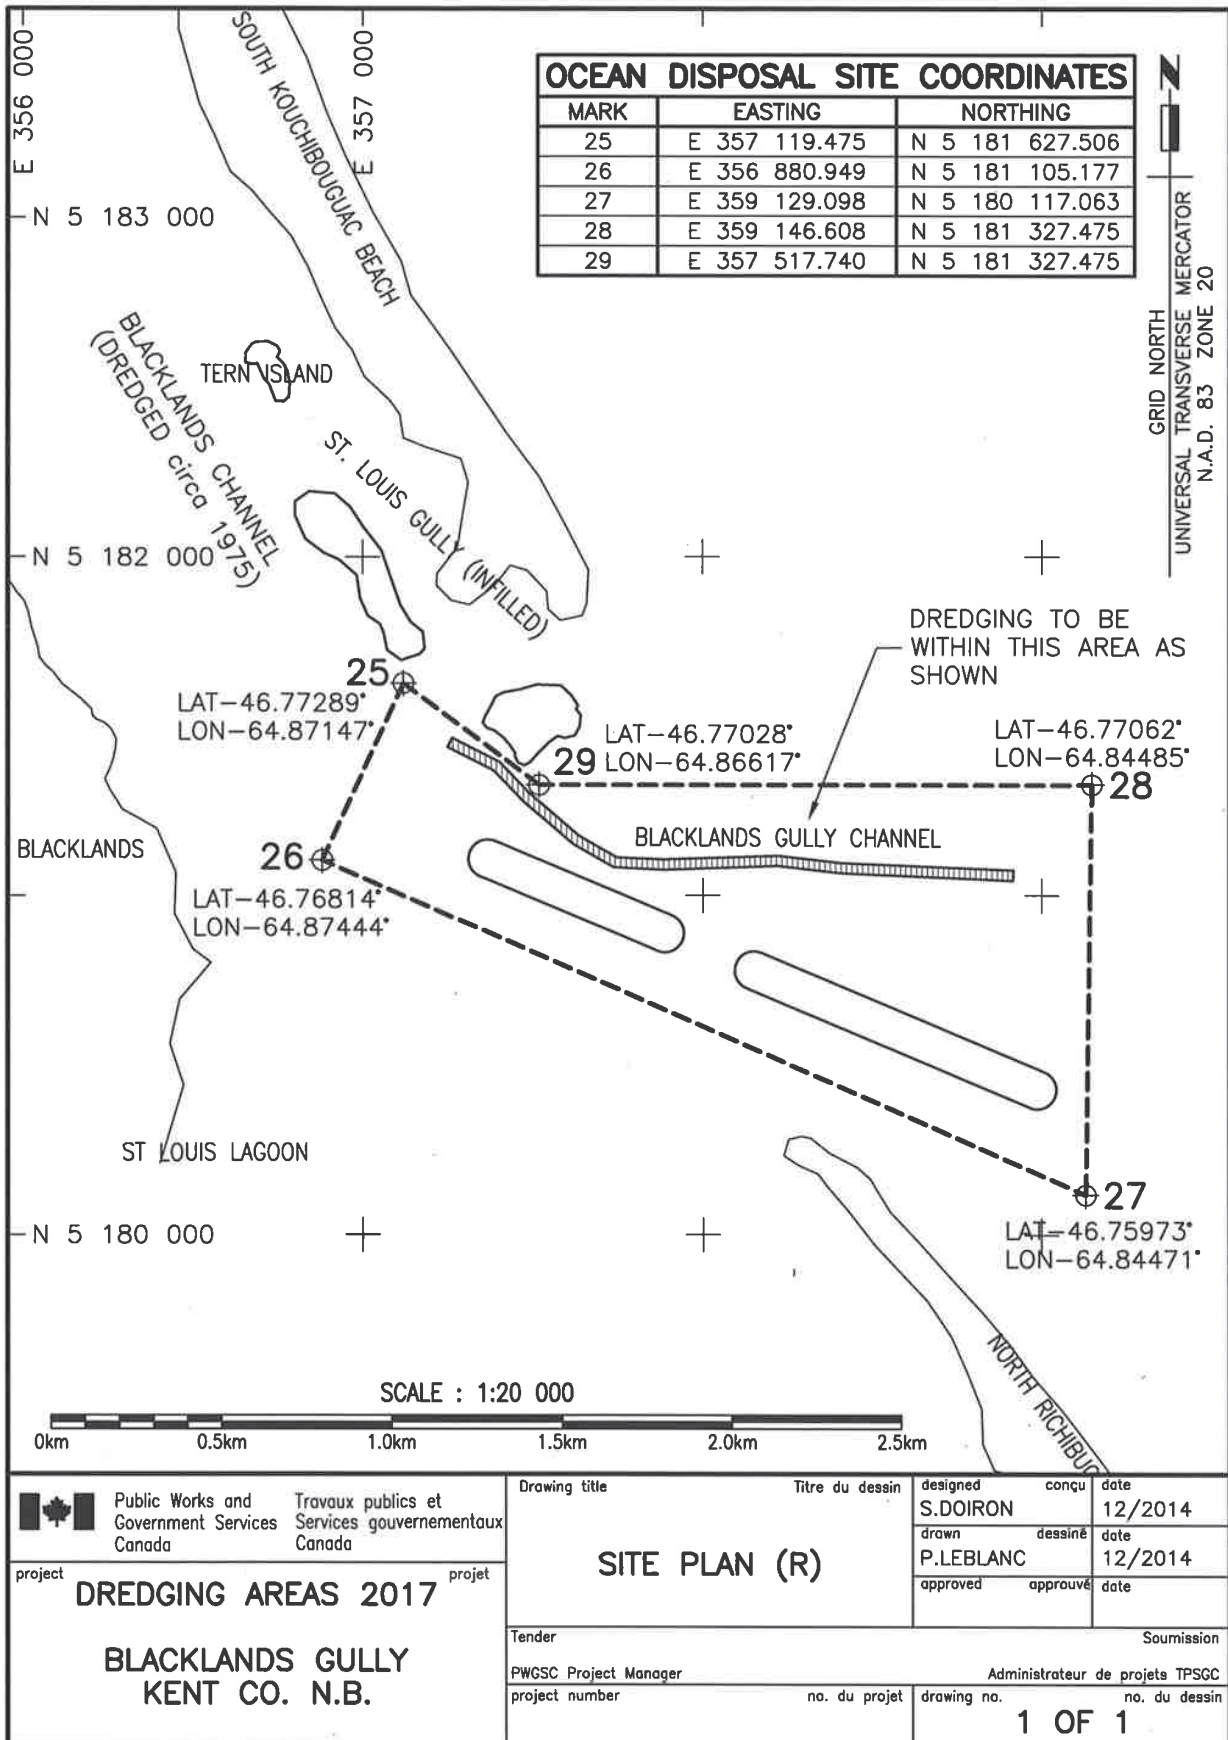 E 356 000
E 357 000
SOUTH KOUCHIBOUGUAC BEACH
OCEAN DISPOSAL SITE COORDINATES
MARK EASTING NORTHING
25 E 357 119.475 N 5 181 627.506
26 E 356 880.949 N 5 181 105.177
27 E 359 129.098 N 5 180 117.063
28 E 359 146.608 N 5 181 327.475
29 E 357 517.740 N 5 181 327.475
N
GRID NORTH
UNIVERSAL TRANSVERSE MERCATOR
N.A.D. 83 ZONE 20
N 5 183 000
BLACKLANDS CHANNEL
(DREDGED circa 1975)
TERN ISLAND
ST. LOUIS GULLY (INFILLED)
N 5 182 000
DREDGING TO BE
WITHIN THIS AREA AS
SHOWN
25
LAT-46.77289°
LON-64.87147°
29
LAT-46.77028°
LON-64.86617°
LAT-46.77062°
LON-64.84485°
28
BLACKLANDS GULLY CHANNEL
BLACKLANDS
26
LAT-46.76814°
LON-64.87444°
ST LOUIS LAGOON
27
LAT-46.75973°
LON-64.84471°
N 5 180 000
NORTH RICHIBUC
SCALE : 1:20 000
0km 0.5km 1.0km 1.5km 2.0km 2.5km
Public Works and
Government Services
Canada
Travaux publics et
Services gouvernementaux
Canada
project projet
DREDGING AREAS 2017
BLACKLANDS GULLY
KENT CO. N.B.
Drawing title Titre du dessin
SITE PLAN (R)
designed conçu date
S.DOIRON 12/2014
drawn dessiné date
P.LEBLANC 12/2014
approved approuvé date
Tender Soumission
PWGSC Project Manager Administrateur de projets TPSGC
project number no. du projet
drawing no. no. du dessin
1 OF 1